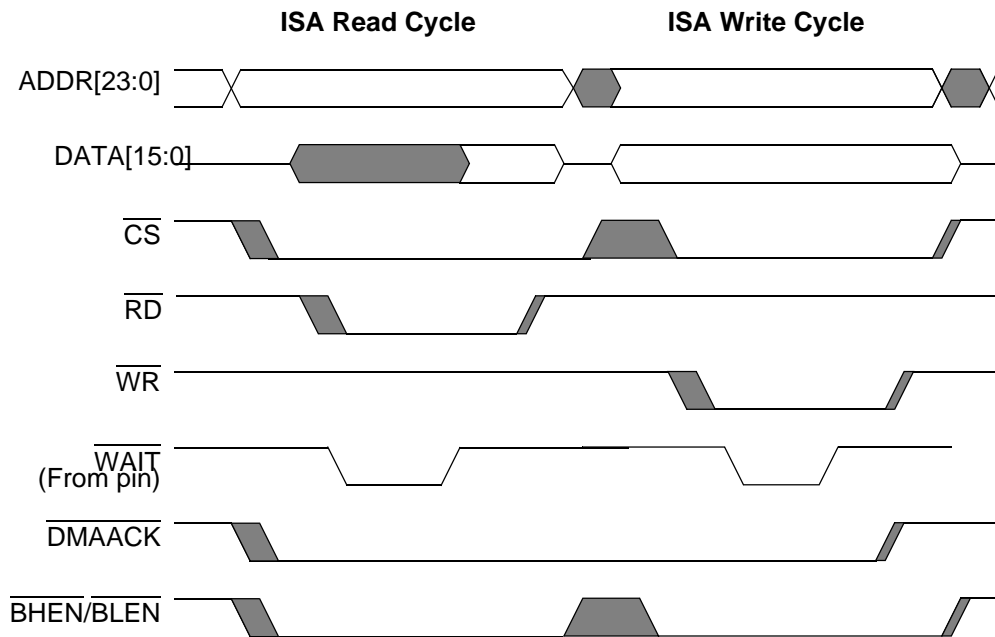 ISA Read Cycle ISA Write Cycle
ADDR[23:0]
DATA[15:0]
CS
RD
WR
WAIT
(From pin)
DMAACK
BHEN/BLEN